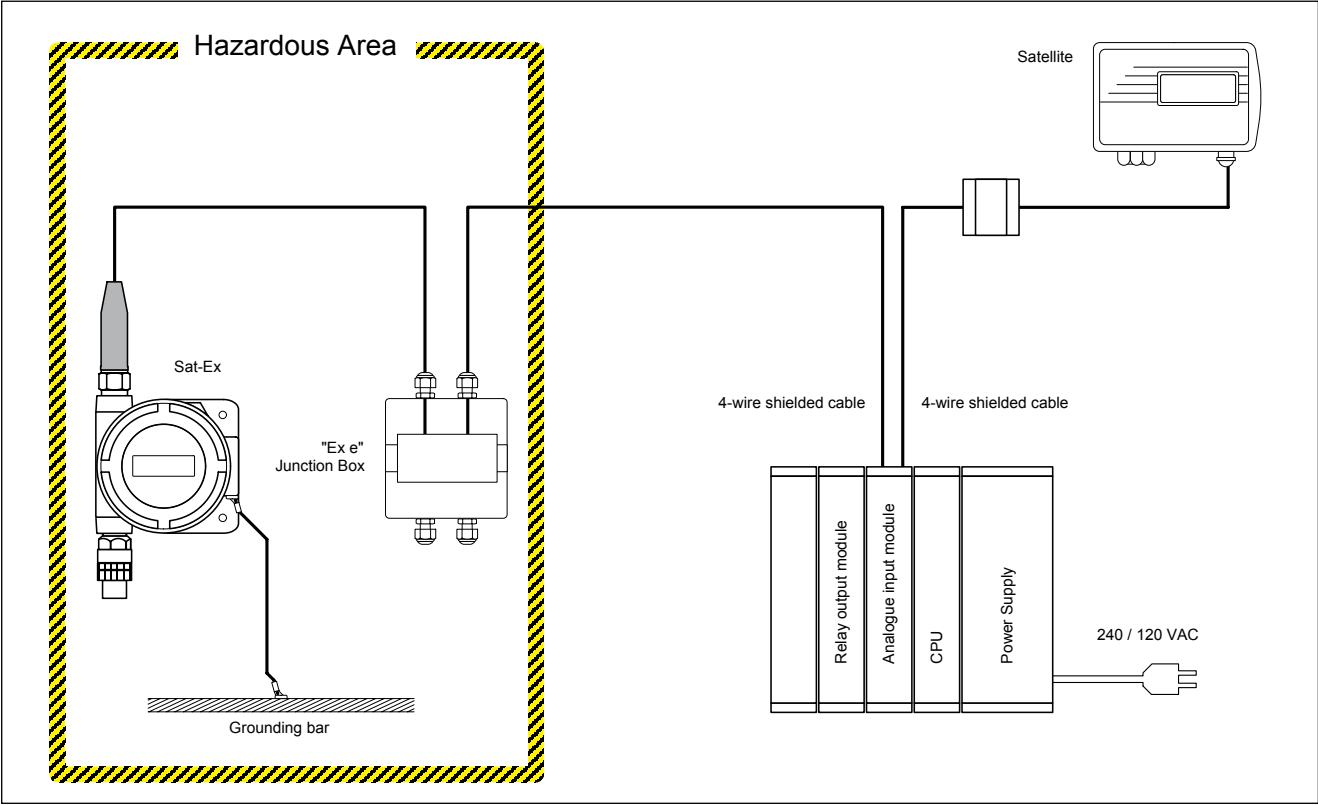 Hazardous Area
Satellite
Sat-Ex
"Ex e"
Junction Box
4-wire shielded cable
4-wire shielded cable
Relay output module
Analogue input module
CPU
Power Supply
240 / 120 VAC
Grounding bar